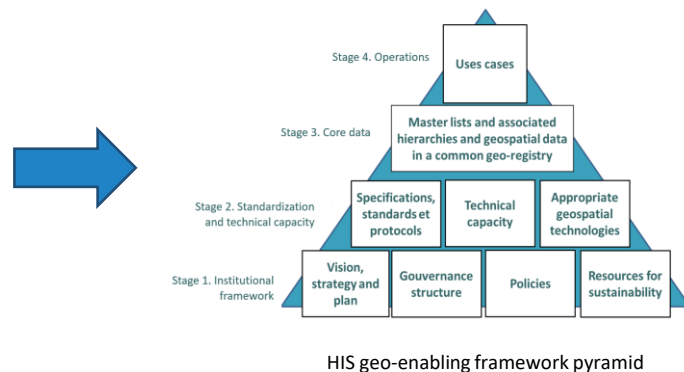 Stage 4. Operations
Uses cases
Stage 3. Core data
Master lists and associated
hierarchies and geospatial data
in a common geo-registry
Stage 2. Standardization
and technical capacity
Specifications,
standards et
protocols
Technical
capacity
Appropriate
geospatial
technologies
Stage 1. Institutional
framework
Vision,
strategy and
plan
Gouvernance
structure
Policies
Resources for
sustainability
HIS geo-enabling framework pyramid